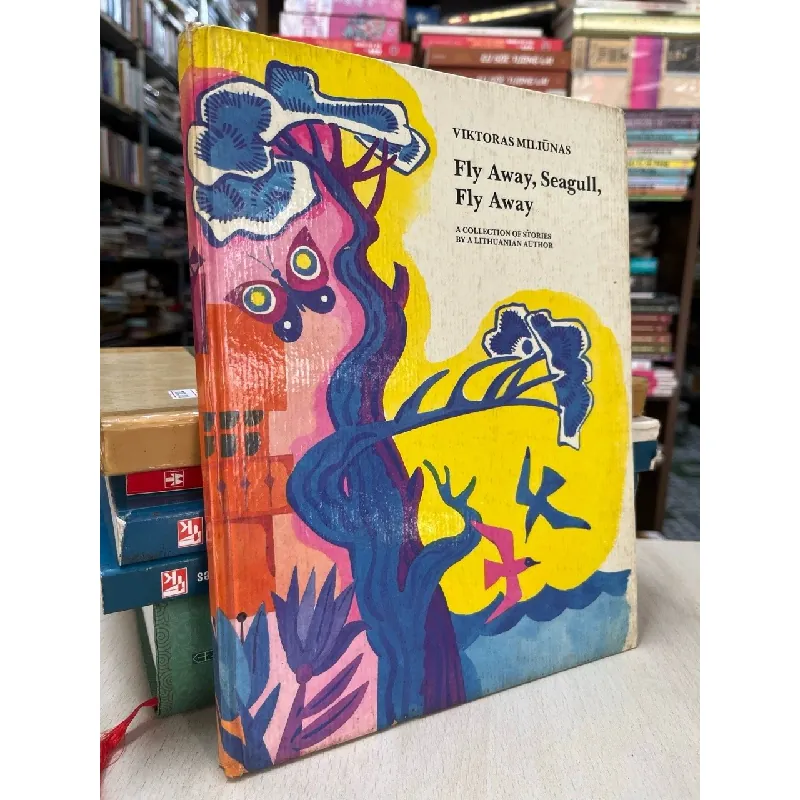 VIKTORAS MILIŪNAS
Fly Away, Seagull,
Fly Away
A COLLECTION OF STORIES
BY A LITHUANIAN AUTHOR